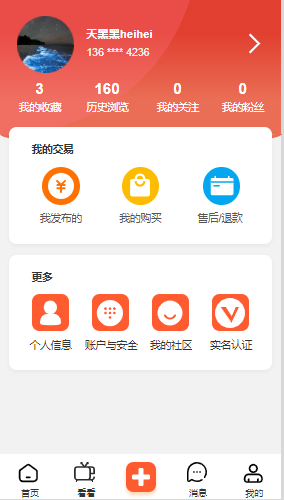 天黑黑heihei
136 **** 4236
3 160 0 0
我的收藏 历史浏览 我的关注 我的粉丝
我的交易
我发布的 我的购买 售后/退款
更多
个人信息 账户与安全 我的社区 实名认证
首页 看看 消息 我的